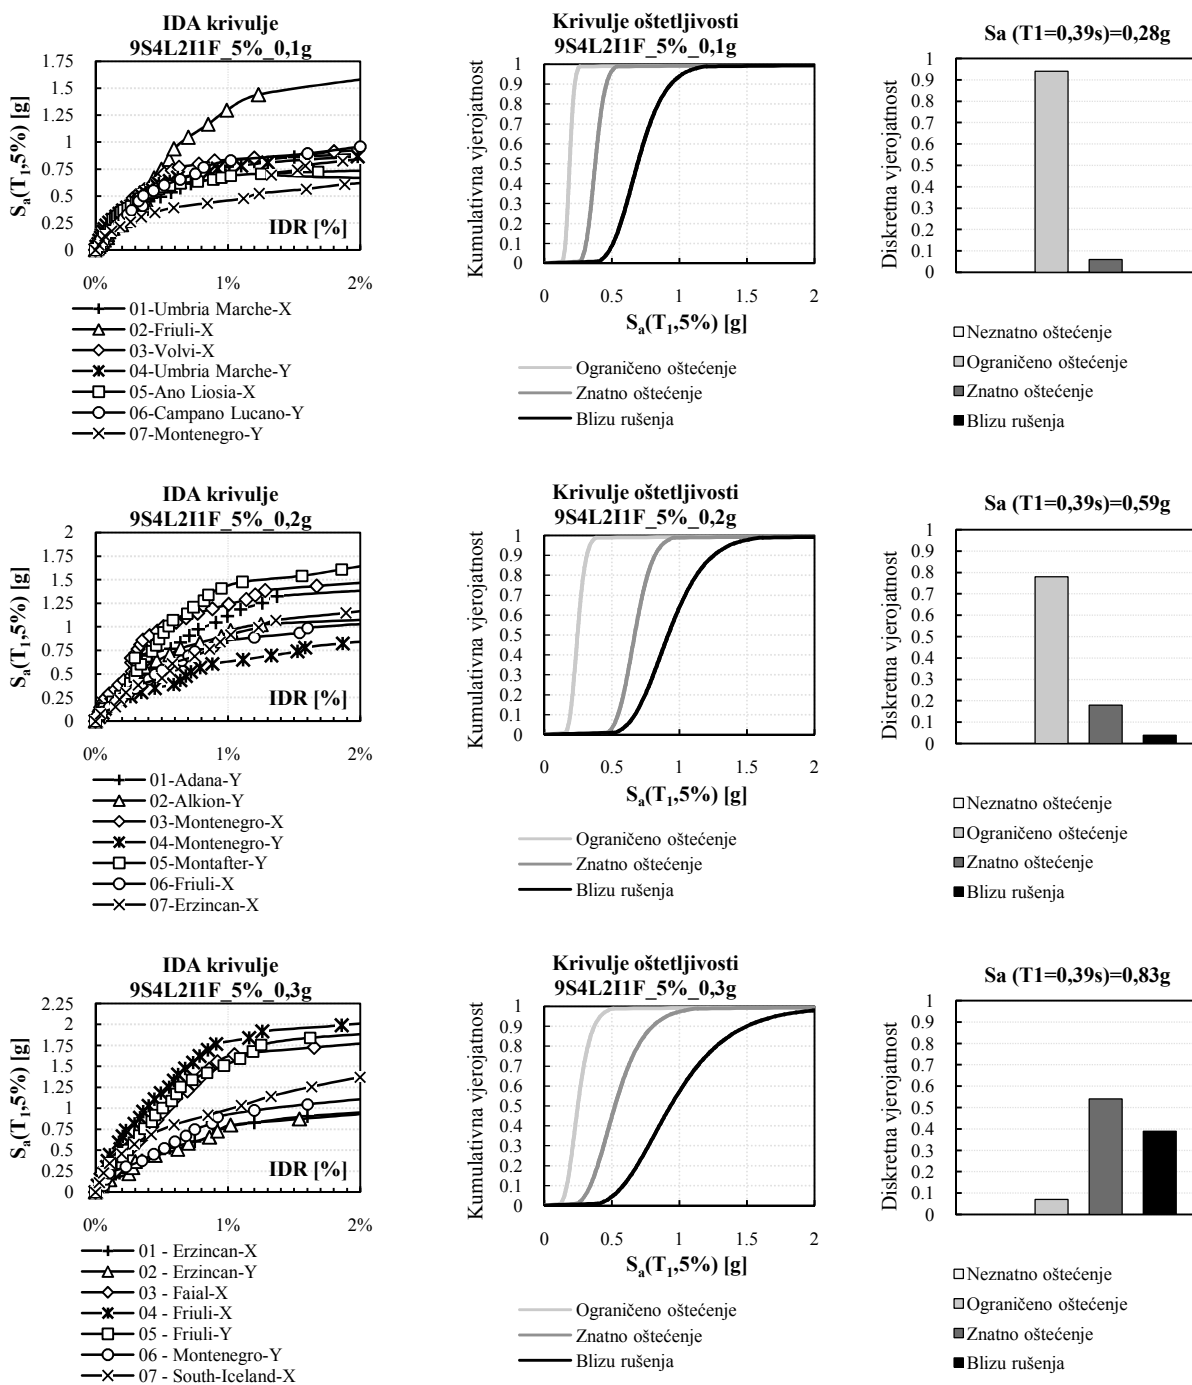 IDA krivulje
9S4L2I1F_5%_0,1g
1.75
1.5
1.25
1
0.75
0.5
0.25
0
Sa(T1,5%) [g]
IDR [%]
0% 1% 2%
01-Umbria Marche-X
02-Friuli-X
03-Volvi-X
04-Umbria Marche-Y
05-Ano Liosia-X
06-Campano Lucano-Y
07-Montenegro-Y
Krivulje oštetljivosti
9S4L2I1F_5%_0,1g
1
0.9
0.8
0.7
0.6
0.5
0.4
0.3
0.2
0.1
0
Kumulativna vjerojatnost
0 0.5 1 1.5 2
Sa(T1,5%) [g]
Ograničeno oštećenje
Znatno oštećenje
Blizu rušenja
Sa (T1=0,39s)=0,28g
1
0.9
0.8
0.7
0.6
0.5
0.4
0.3
0.2
0.1
0
Diskretna vjerojatnost
Neznatno oštećenje
Ograničeno oštećenje
Znatno oštećenje
Blizu rušenja
IDA krivulje
9S4L2I1F_5%_0,2g
2
1.75
1.5
1.25
1
0.75
0.5
0.25
0
Sa(T1,5%) [g]
IDR [%]
0% 1% 2%
01-Adana-Y
02-Alkion-Y
03-Montenegro-X
04-Montenegro-Y
05-Montafter-Y
06-Friuli-X
07-Erzincan-X
Krivulje oštetljivosti
9S4L2I1F_5%_0,2g
1
0.9
0.8
0.7
0.6
0.5
0.4
0.3
0.2
0.1
0
Kumulativna vjerojatnost
0 0.5 1 1.5 2
Sa(T1,5%) [g]
Ograničeno oštećenje
Znatno oštećenje
Blizu rušenja
Sa (T1=0,39s)=0,59g
1
0.9
0.8
0.7
0.6
0.5
0.4
0.3
0.2
0.1
0
Diskretna vjerojatnost
Neznatno oštećenje
Ograničeno oštećenje
Znatno oštećenje
Blizu rušenja
IDA krivulje
9S4L2I1F_5%_0,3g
2.25
2
1.75
1.5
1.25
1
0.75
0.5
0.25
0
Sa(T1,5%) [g]
IDR [%]
0% 1% 2%
01 - Erzincan-X
02 - Erzincan-Y
03 - Faial-X
04 - Friuli-X
05 - Friuli-Y
06 - Montenegro-Y
07 - South-Iceland-X
Krivulje oštetljivosti
9S4L2I1F_5%_0,3g
1
0.9
0.8
0.7
0.6
0.5
0.4
0.3
0.2
0.1
0
Kumulativna vjerojatnost
0 0.5 1 1.5 2
Sa(T1,5%) [g]
Ograničeno oštećenje
Znatno oštećenje
Blizu rušenja
Sa (T1=0,39s)=0,83g
1
0.9
0.8
0.7
0.6
0.5
0.4
0.3
0.2
0.1
0
Diskretna vjerojatnost
Neznatno oštećenje
Ograničeno oštećenje
Znatno oštećenje
Blizu rušenja